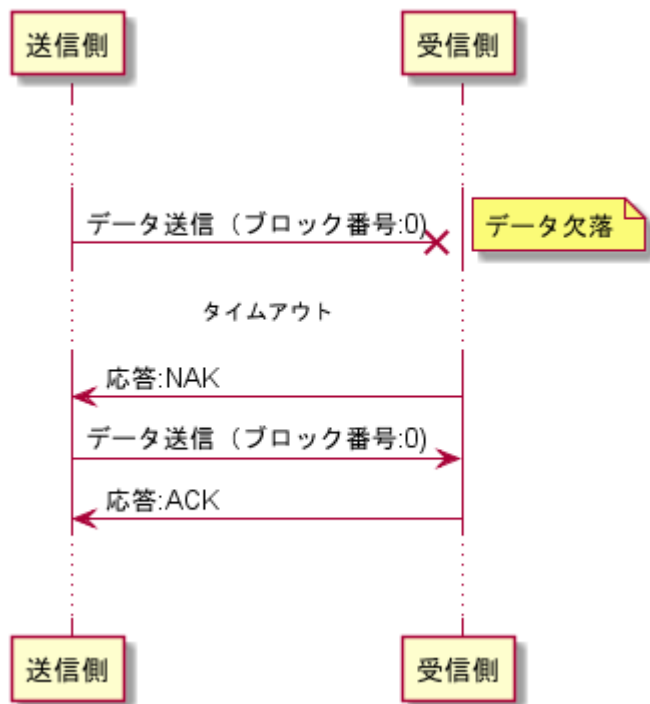 送信側
受信側
データ送信（ブロック番号:0)
データ欠落
タイムアウト
応答:NAK
データ送信（ブロック番号:0)
応答:ACK
送信側
受信側